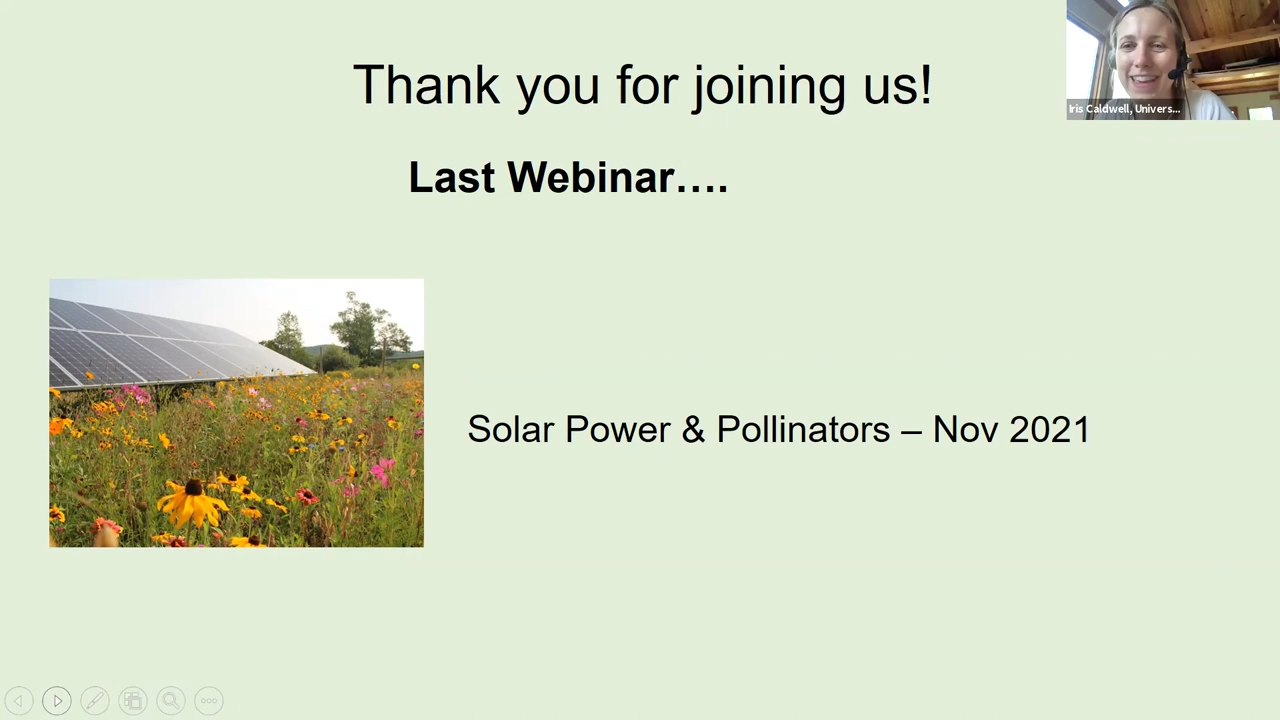 Thank you for joining us!
Iris Caldwell, Univers...
Last Webinar….
Solar Power & Pollinators – Nov 2021